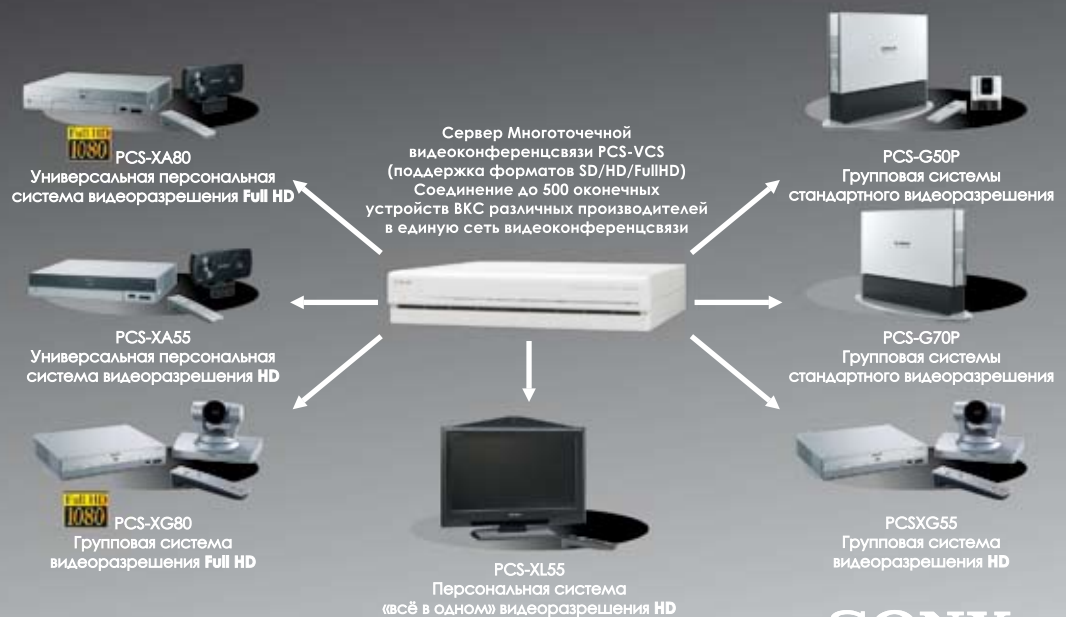 Full HD
1080
PCS-XA80
Универсальная персональная
система видеоразрешения Full HD
PCS-XA55
Универсальная персональная
система видеоразрешения HD
Full HD
1080
PCS-XG80
Групповая система
видеоразрешения Full HD
Сервер Многоточечной
видеоконференцсвязи PCS-VCS
(поддержка форматов SD/HD/FullHD)
Соединение до 500 оконечных
устройств ВКС различных производителей
в единую сеть видеоконференцсвязи
PCS-XL55
Персональная система
«всё в одном» видеоразрешения HD
PCS-G50P
Групповая системы
стандартного видеоразрешения
PCS-G70P
Групповая системы
стандартного видеоразрешения
PCSXG55
Групповая система
видеоразрешения HD
SONY